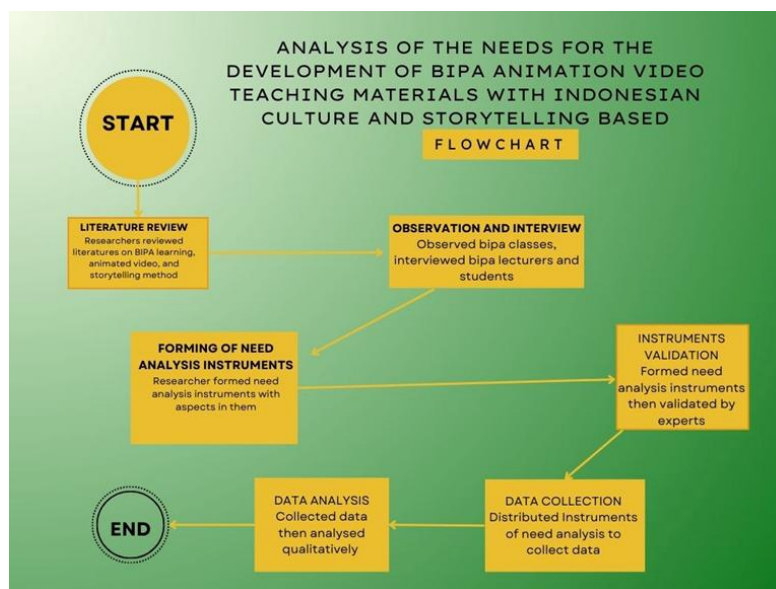 ANALYSIS OF THE NEEDS FOR THE
DEVELOPMENT OF BIPA ANIMATION VIDEO
TEACHING MATERIALS WITH INDONESIAN
CULTURE AND STORYTELLING BASED
FLOWCHART
START
LITERATURE REVIEW
Researchers reviewed
literatures on BIPA learning,
animated video, and
storytelling method
OBSERVATION AND INTERVIEW
Observed bipa classes,
interviewed bipa lecturers and
students
FORMING OF NEED
ANALYSIS INSTRUMENTS
Researcher formed need
analysis instruments with
aspects in them
INSTRUMENTS
VALIDATION
Formed need
analysis instruments
then validated by
experts
DATA COLLECTION
Distributed Instruments
of need analysis to
collect data
DATA ANALYSIS
Collected data
then analysed
qualitatively
END